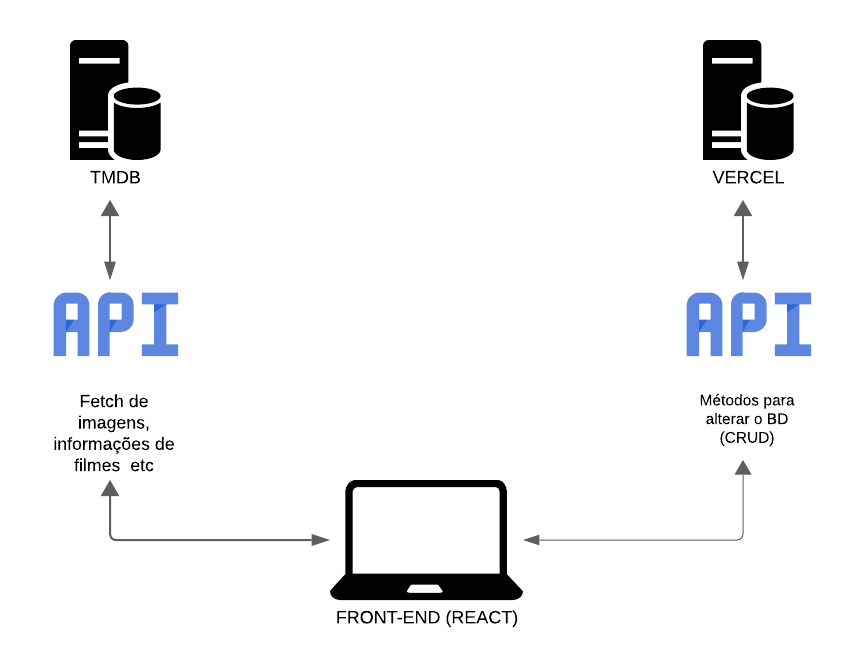 TMDB
VERCEL
API
API
Fetch de
imagens,
informações de
filmes  etc
Métodos para
alterar o BD
(CRUD)
FRONT-END (REACT)